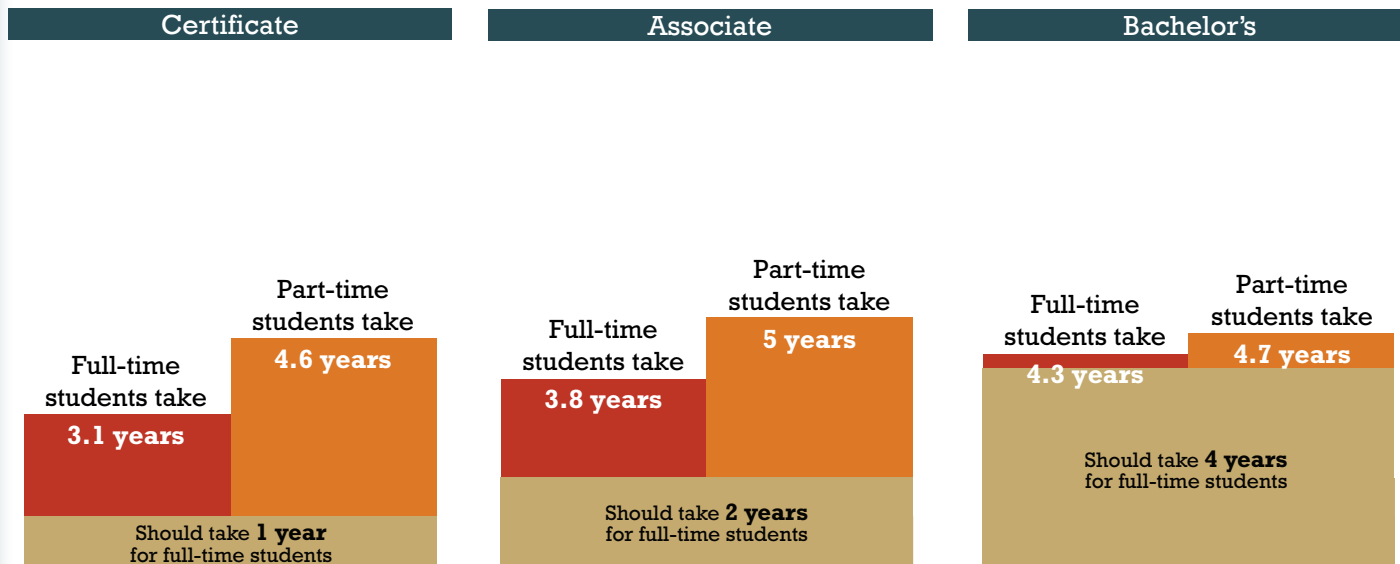 Certificate
Full-time
students take
3.1 years
Part-time
students take
4.6 years
Should take 1 year
for full-time students
Associate
Full-time
students take
3.8 years
Part-time
students take
5 years
Should take 2 years
for full-time students
Bachelor’s
Full-time
students take
4.3 years
Part-time
students take
4.7 years
Should take 4 years
for full-time students